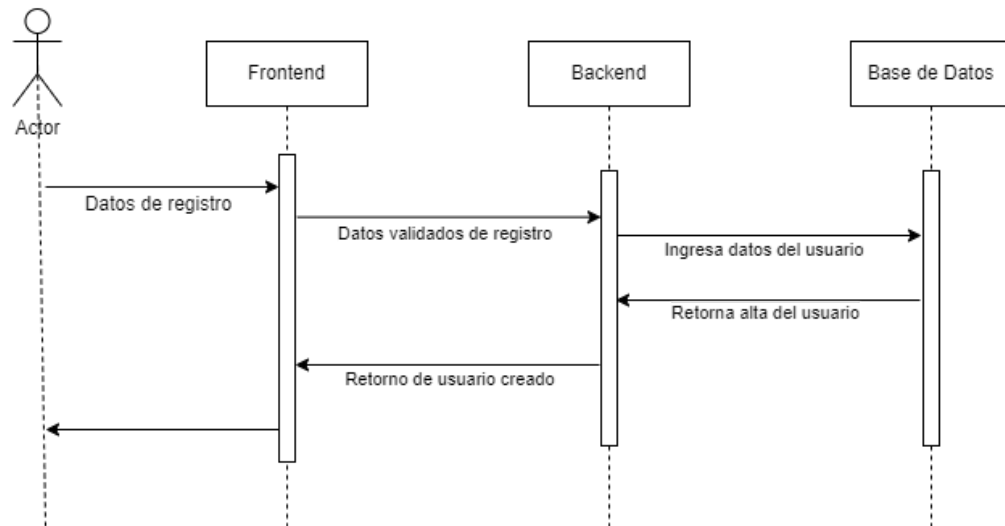 Frontend
Backend
Base de Datos
Actor
Datos de registro
Datos validados de registro
Ingresa datos del usuario
Retorna alta del usuario
Retorno de usuario creado